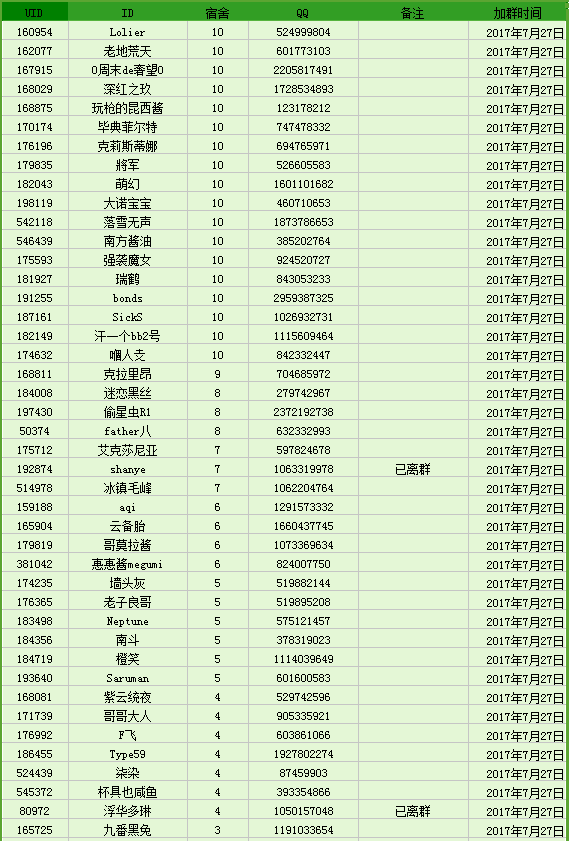 UID ID 宿舍 QQ 备注 加群时间
160954 Lolier 10 524999804 2017年7月27日
162077 老地荒天 10 601773103 2017年7月27日
167915 0周末de奢望0 10 2205817491 2017年7月27日
168029 深红之玖 10 1728534893 2017年7月27日
168875 玩枪的昆西酱 10 123178212 2017年7月27日
170174 毕典菲尔特 10 747478332 2017年7月27日
176196 克莉斯蒂娜 10 694765971 2017年7月27日
179835 將军 10 526605583 2017年7月27日
182043 萌幻 10 1601101682 2017年7月27日
198119 大诺宝宝 10 460710653 2017年7月27日
542118 落雪无声 10 1873786653 2017年7月27日
546439 南方酱油 10 385202764 2017年7月27日
175593 强袭魔女 10 924520727 2017年7月27日
181927 瑞鹤 10 843053233 2017年7月27日
191255 bonds 10 2959387325 2017年7月27日
187161 SickS 10 1026932731 2017年7月27日
182149 汗一个bb2号 10 1115609464 2017年7月27日
174632 嗰人支 10 842332447 2017年7月27日
168811 克拉里昂 9 704685972 2017年7月27日
184008 迷恋黑丝 8 279742967 2017年7月27日
197430 偷星虫R1 8 2372192738 2017年7月27日
50374 father八 8 632332993 2017年7月27日
175712 艾克莎尼亚 7 597824678 2017年7月27日
192874 shanye 7 1063319978 已离群 2017年7月27日
514978 冰镇毛峰 7 1062204764 2017年7月27日
159188 aqi 6 1291573332 2017年7月27日
165904 云备胎 6 1660437745 2017年7月27日
179819 哥莫拉酱 6 1073369634 2017年7月27日
381042 惠惠酱megumi 6 824007750 2017年7月27日
174235 墙头灰 5 519882144 2017年7月27日
176365 老子良哥 5 519895208 2017年7月27日
183498 Neptune 5 575121457 2017年7月27日
184356 南斗 5 378319023 2017年7月27日
184719 橙笑 5 1114039649 2017年7月27日
193640 Saruman 5 601600583 2017年7月27日
168081 紫云统夜 4 529742596 2017年7月27日
171739 哥哥大人 4 905335921 2017年7月27日
176992 F飞 4 603861066 2017年7月27日
186455 Type59 4 1927802274 2017年7月27日
524439 柒染 4 87459903 2017年7月27日
545372 杯具也咸鱼 4 393354866 2017年7月27日
80972 浮华多琳 4 1050157048 已离群 2017年7月27日
165725 九番黑兔 3 1191033654 2017年7月27日